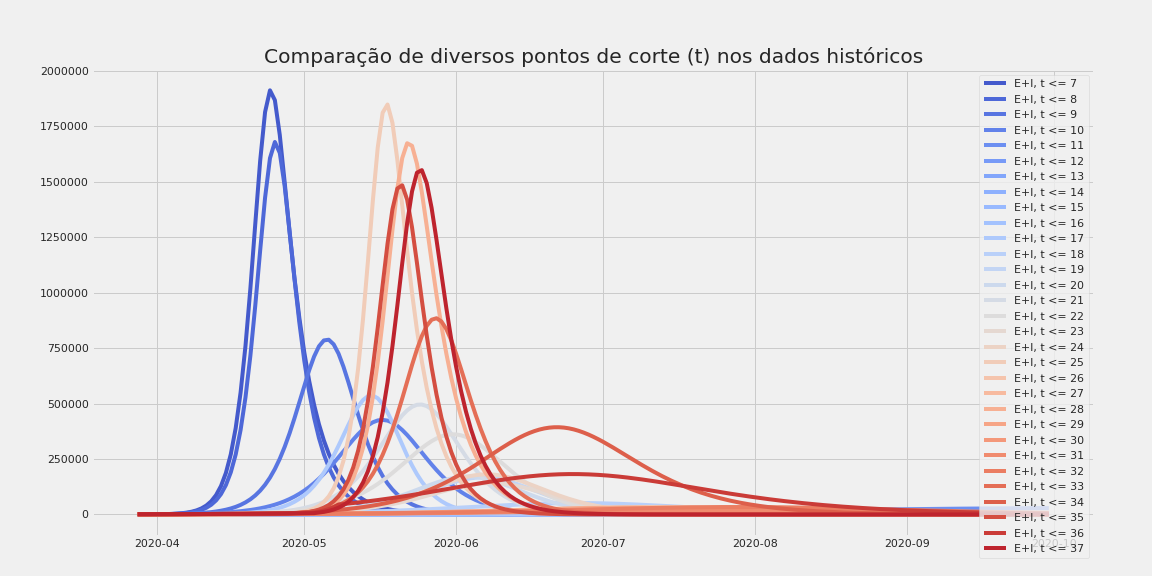 Comparação de diversos pontos de corte (t) nos dados históricos
2000000
1750000
1500000
1250000
1000000
750000
500000
250000
0
2020-04 2020-05 2020-06 2020-07 2020-08 2020-09 2020-10
E+I, t <= 7
E+I, t <= 8
E+I, t <= 9
E+I, t <= 10
E+I, t <= 11
E+I, t <= 12
E+I, t <= 13
E+I, t <= 14
E+I, t <= 15
E+I, t <= 16
E+I, t <= 17
E+I, t <= 18
E+I, t <= 19
E+I, t <= 20
E+I, t <= 21
E+I, t <= 22
E+I, t <= 23
E+I, t <= 24
E+I, t <= 25
E+I, t <= 26
E+I, t <= 27
E+I, t <= 28
E+I, t <= 29
E+I, t <= 30
E+I, t <= 31
E+I, t <= 32
E+I, t <= 33
E+I, t <= 34
E+I, t <= 35
E+I, t <= 36
E+I, t <= 37